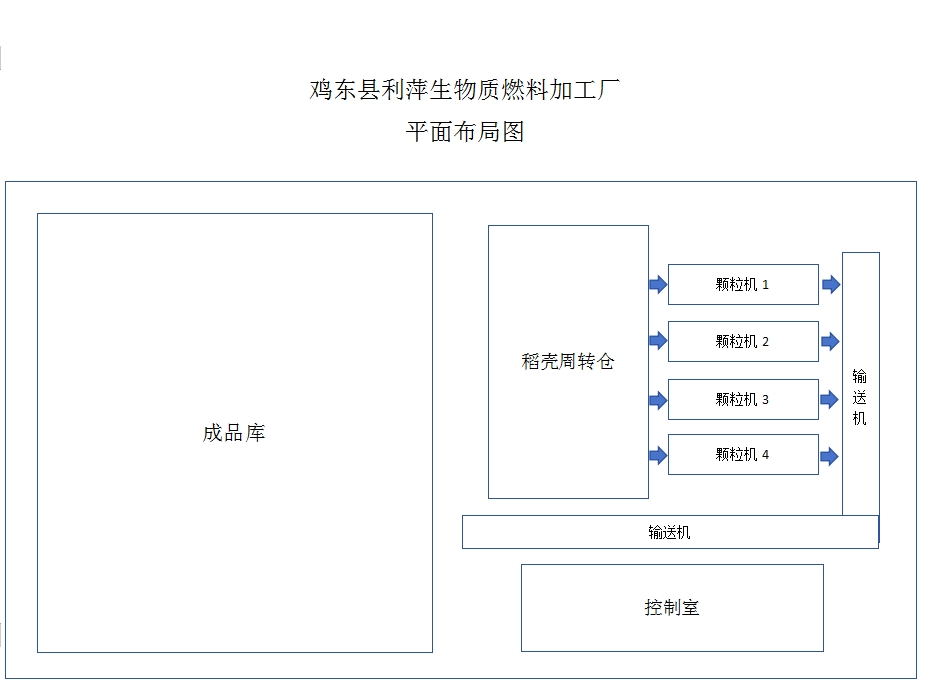 鸡东县利萍生物质燃料加工厂
平面布局图
成品库
稻壳周转仓
颗粒机 1
颗粒机 2
颗粒机 3
颗粒机 4
输
送
机
输送机
控制室